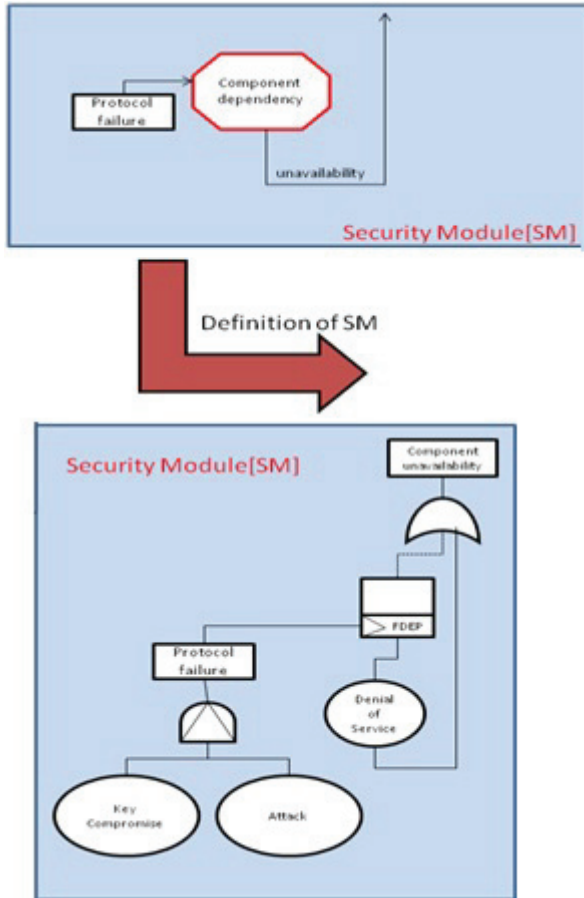 Component
dependency
Protocol
failure
unavailability
Security Module[SM]
Definition of SM
Component
unavailability
Security Module[SM]
FDEP
Protocol
failure
Denial
of
Service
Key
Compromise
Attack